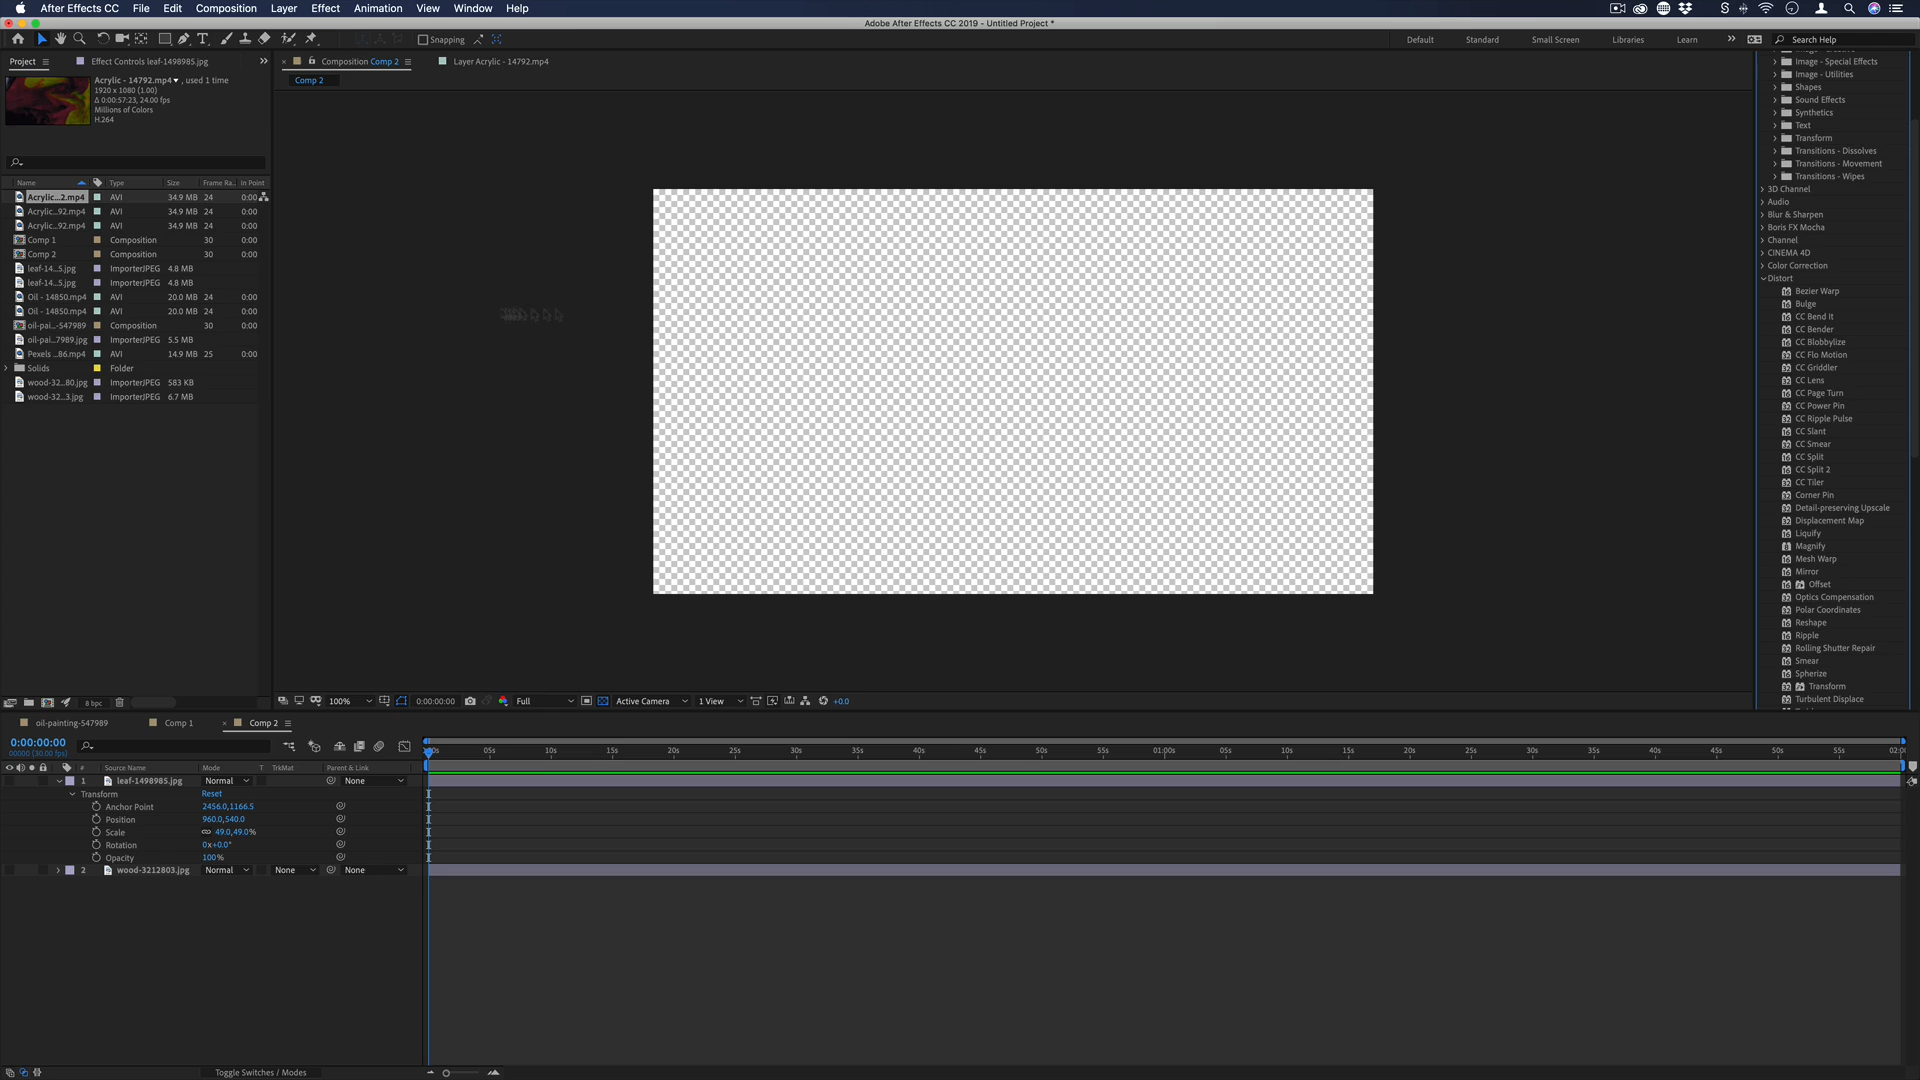 After Effects CC File Edit Composition Layer Effect Animation View Window Help
Adobe After Effects CC 2019 - Untitled Project *
Snapping
Default Standard Small Screen Libraries Learn Search Help
Project Effect Controls leaf-1498985.jpg
Composition Comp 2 Layer Acrylic - 14792.mp4
Comp 2
Acrylic - 14792.mp4, used 1 time
1920 x 1080 (1.00)
Δ 0:00:57:23, 24.00 fps
Millions of Colors
H.264
Name Type Size Frame Ra... In Point
Acrylic...2.mp4 AVI 34.9 MB 24 0:00
Acrylic...92.mp4 AVI 34.9 MB 24 0:00
Acrylic...92.mp4 AVI 34.9 MB 24 0:00
Comp 1 Composition 30 0:00
Comp 2 Composition 30 0:00
leaf-14...5.jpg ImporterJPEG 4.8 MB
leaf-14...5.jpg ImporterJPEG 4.8 MB
Oil - 14850.mp4 AVI 20.0 MB 24 0:00
Oil - 14850.mp4 AVI 20.0 MB 24 0:00
oil-pai...-547989 Composition 30 0:00
oil-pai...7989.jpg ImporterJPEG 5.5 MB
Pexels ...86.mp4 AVI 14.9 MB 25 0:00
Solids Folder
wood-32...80.jpg ImporterJPEG 583 KB
wood-32...3.jpg ImporterJPEG 6.7 MB
8 bpc
100% 0:00:00:00 Full Active Camera 1 View +0.0
Image - Special Effects
Image - Utilities
Shapes
Sound Effects
Synthetics
Text
Transform
Transitions - Dissolves
Transitions - Movement
Transitions - Wipes
3D Channel
Audio
Blur & Sharpen
Boris FX Mocha
Channel
CINEMA 4D
Color Correction
Distort
Bezier Warp
Bulge
CC Bend It
CC Bender
CC Blobbylize
CC Flo Motion
CC Griddler
CC Lens
CC Page Turn
CC Power Pin
CC Ripple Pulse
CC Slant
CC Smear
CC Split
CC Split 2
CC Tiler
Corner Pin
Detail-preserving Upscale
Displacement Map
Liquify
Magnify
Mesh Warp
Mirror
Offset
Optics Compensation
Polar Coordinates
Reshape
Ripple
Rolling Shutter Repair
Smear
Spherize
Transform
Turbulent Displace
oil-painting-547989 Comp 1 Comp 2
0:00:00:00
00000 (30.00 fps)
05s 10s 15s 20s 25s 30s 35s 40s 45s 50s 55s 01:00s 05s 10s 15s 20s 25s 30s 35s 40s 45s 50s 55s 02:0
# Source Name Mode T TrkMat Parent & Link
1 leaf-1498985.jpg Normal None
Transform Reset
Anchor Point 2456.0,1166.5
Position 960.0,540.0
Scale 49.0,49.0%
Rotation 0x+0.0°
Opacity 100%
2 wood-3212803.jpg Normal None None
Toggle Switches / Modes